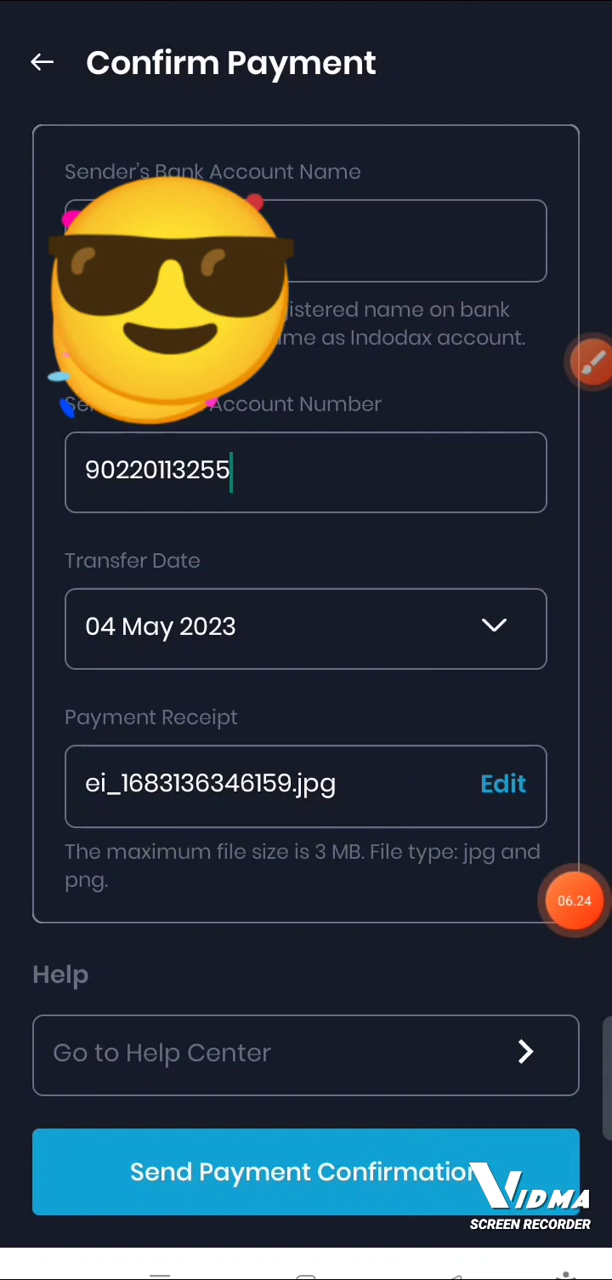 Confirm Payment
Sender's Bank Account Name
istered name on bank
as Indodax account.
Account Number
90220113255
Transfer Date
04 May 2023
Payment Receipt
ei_1683136346159.jpg
Edit
The maximum file size is 3 MB. File type: jpg and
png.
06.24
Help
Go to Help Center
Send Payment Confirmation
VIDMA
SCREEN RECORDER